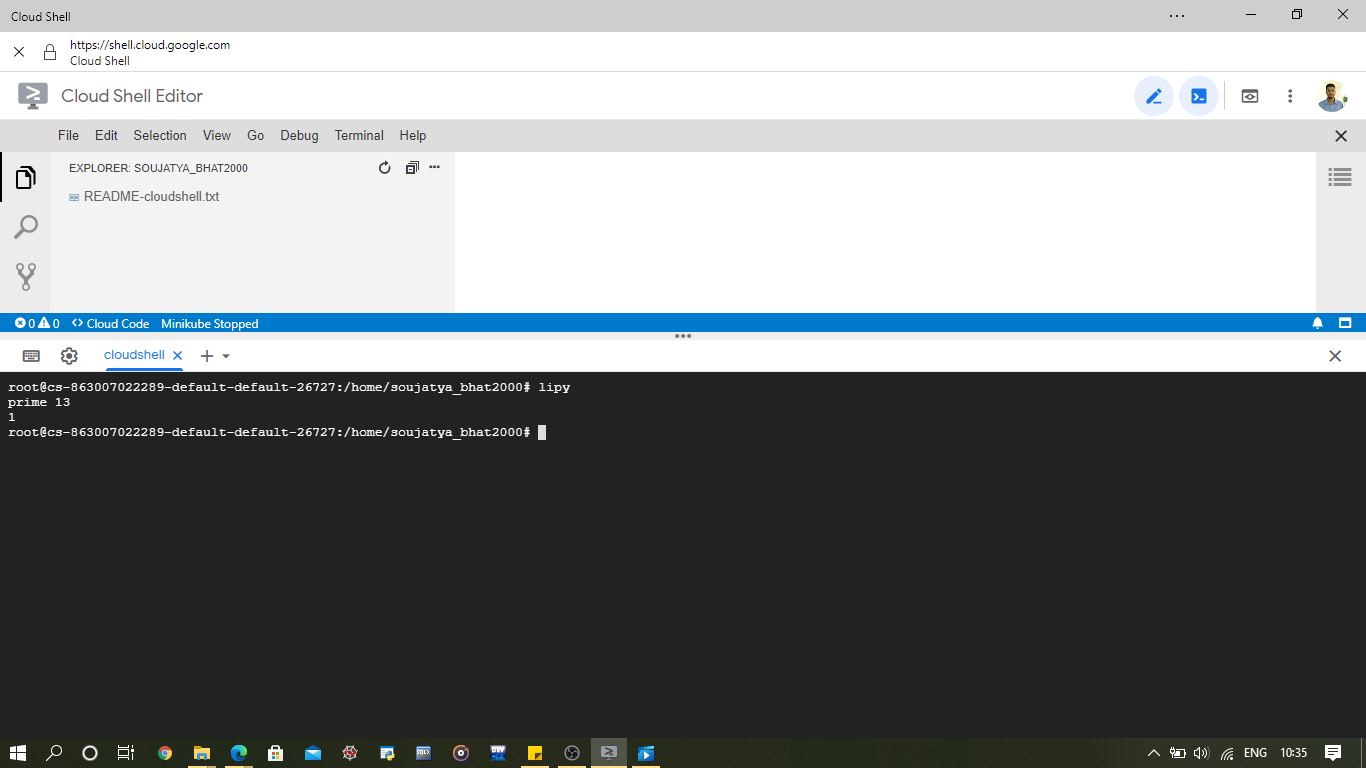 Cloud Shell
https://shell.cloud.google.com
Cloud Shell
Cloud Shell Editor
File Edit Selection View Go Debug Terminal Help
EXPLORER: SOUJATYA_BHAT2000
README-cloudshell.txt
0 0 Cloud Code Minikube Stopped
cloudshell
root@cs-863007022289-default-default-26727:/home/soujatya_bhat2000# lipy
prime 13
1
root@cs-863007022289-default-default-26727:/home/soujatya_bhat2000#
ENG 10:35